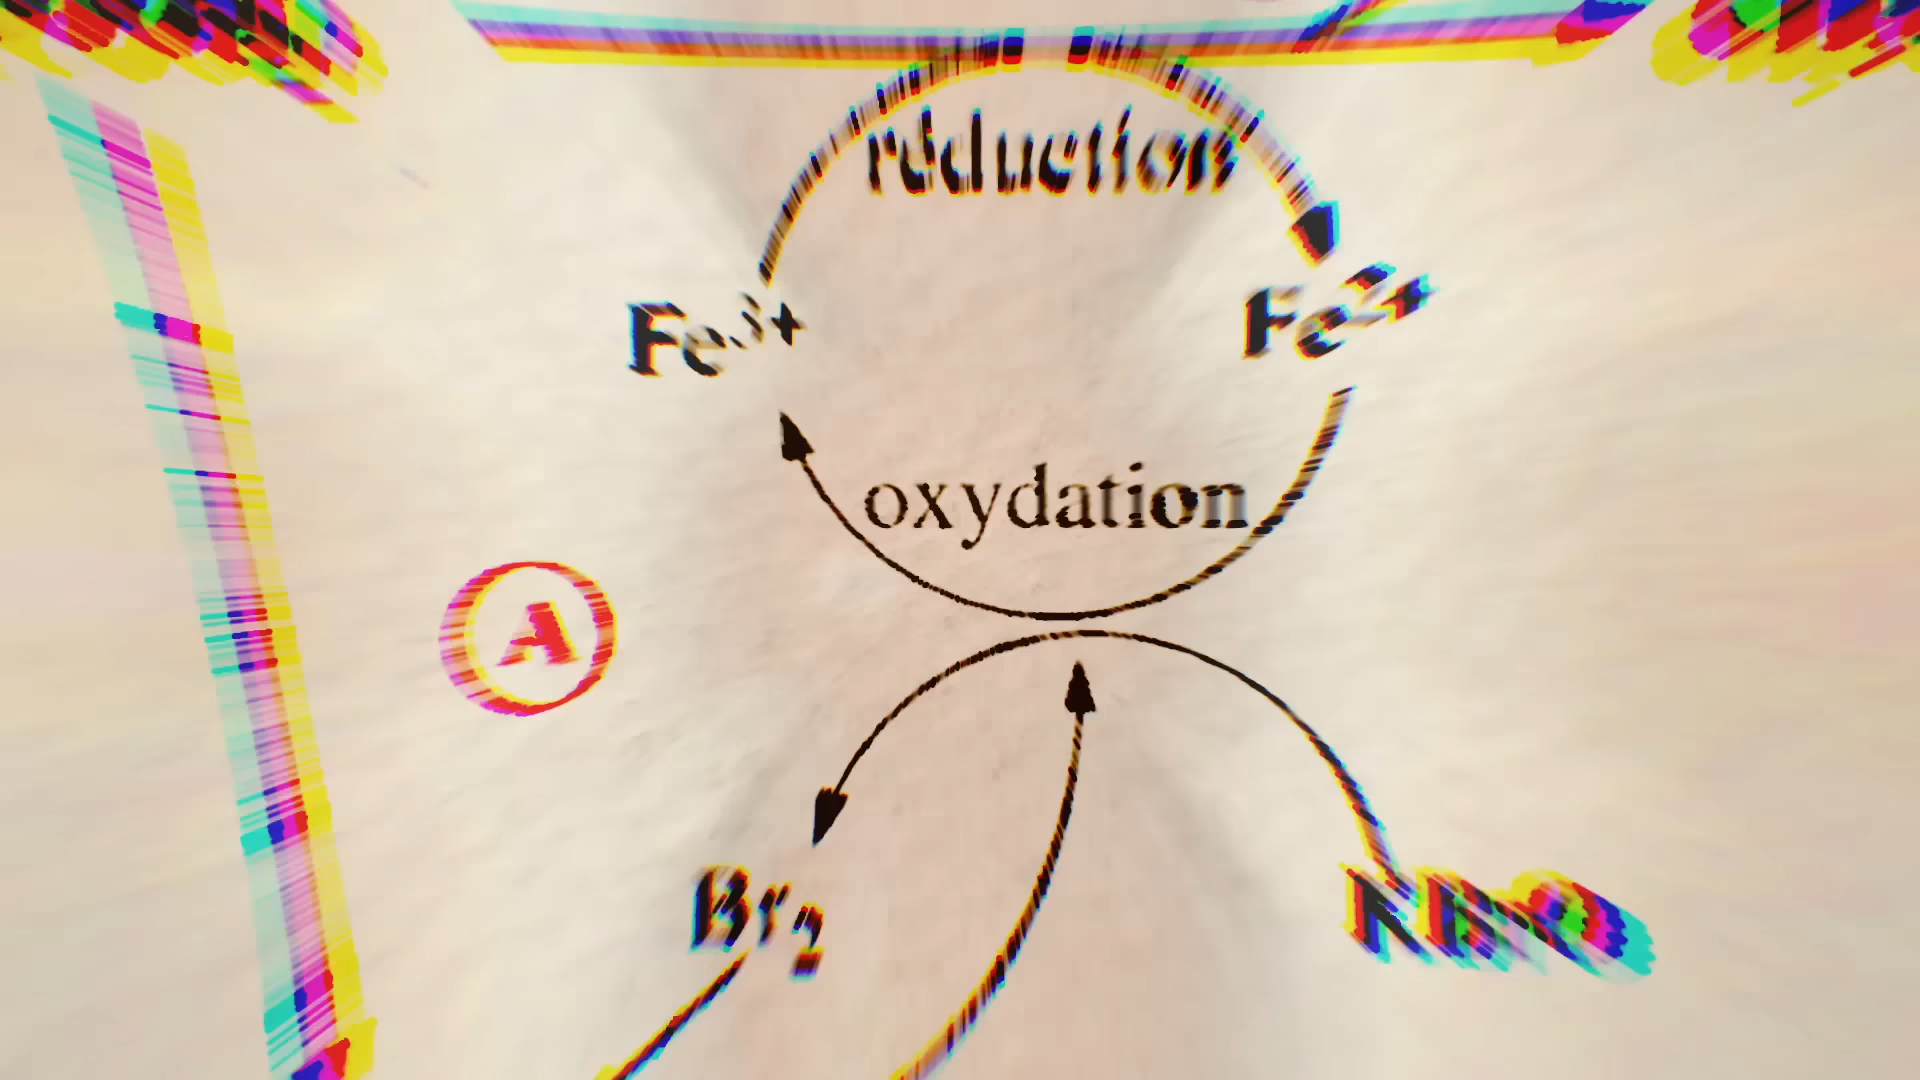 reduction
Fe3+ Fe2+
oxydation
A
Br2